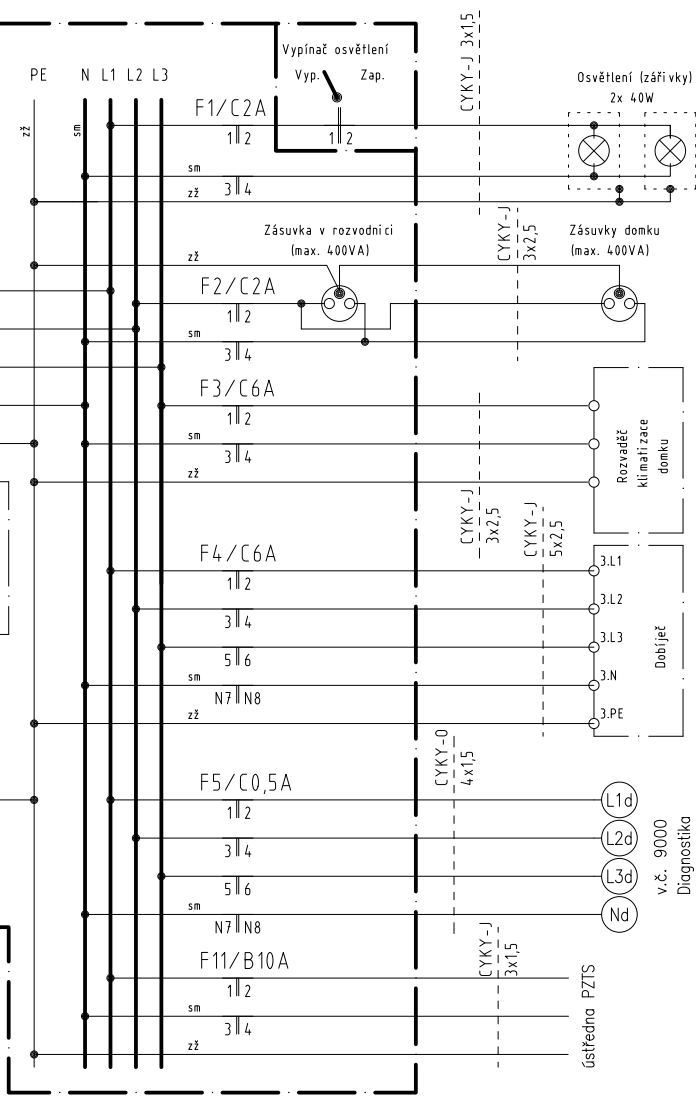 Vypínač osvětlení
Vyp. Zap.
CYKY-J 3x1,5
Osvětlení (zářivky)
2x 40W
PE N L1 L2 L3
zž
sm
F1/C2A
1 2
1 2
sm
3 4
zž
Zásuvka v rozvodnici
(max. 400VA)
CYKY-J
3x2,5
Zásuvky domku
(max. 400VA)
zž
F2/C2A
1 2
sm
3 4
F3/C6A
1 2
sm
3 4
zž
Rozvaděč
klimatizace
domku
CYKY-J
3x2,5
CYKY-J
5x2,5
F4/C6A
1 2
3 4
5 6
sm
N7 N8
zž
3.L1
3.L2
3.L3
3.N
3.PE
Dobíječ
CYKY-O
4x1,5
F5/C0,5A
1 2
3 4
5 6
sm
N7 N8
L1d
L2d
L3d
Nd
v.č. 9000
Diagnostika
CYKY-J
3x1,5
F11/B10A
1 2
sm
3 4
zž
ústředna PZTS